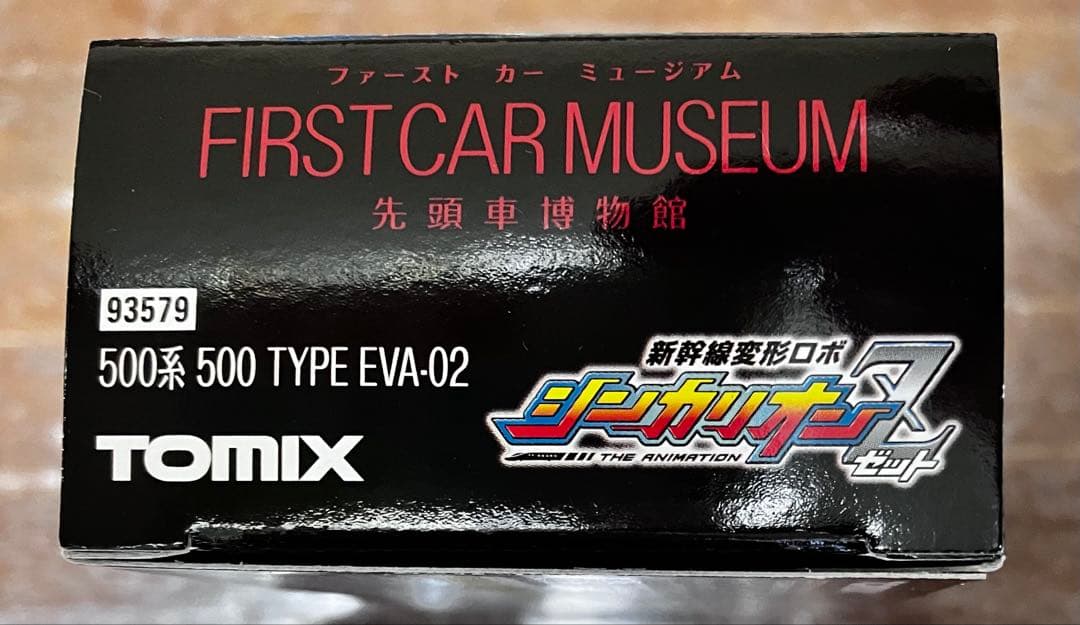 ファースト カー ミュージアム
FIRST CAR MUSEUM
先頭車博物館
93579
500系 500 TYPE EVA-02
TOMIX
新幹線変形ロボ
シンカリオンZ
THE ANIMATION
ゼット